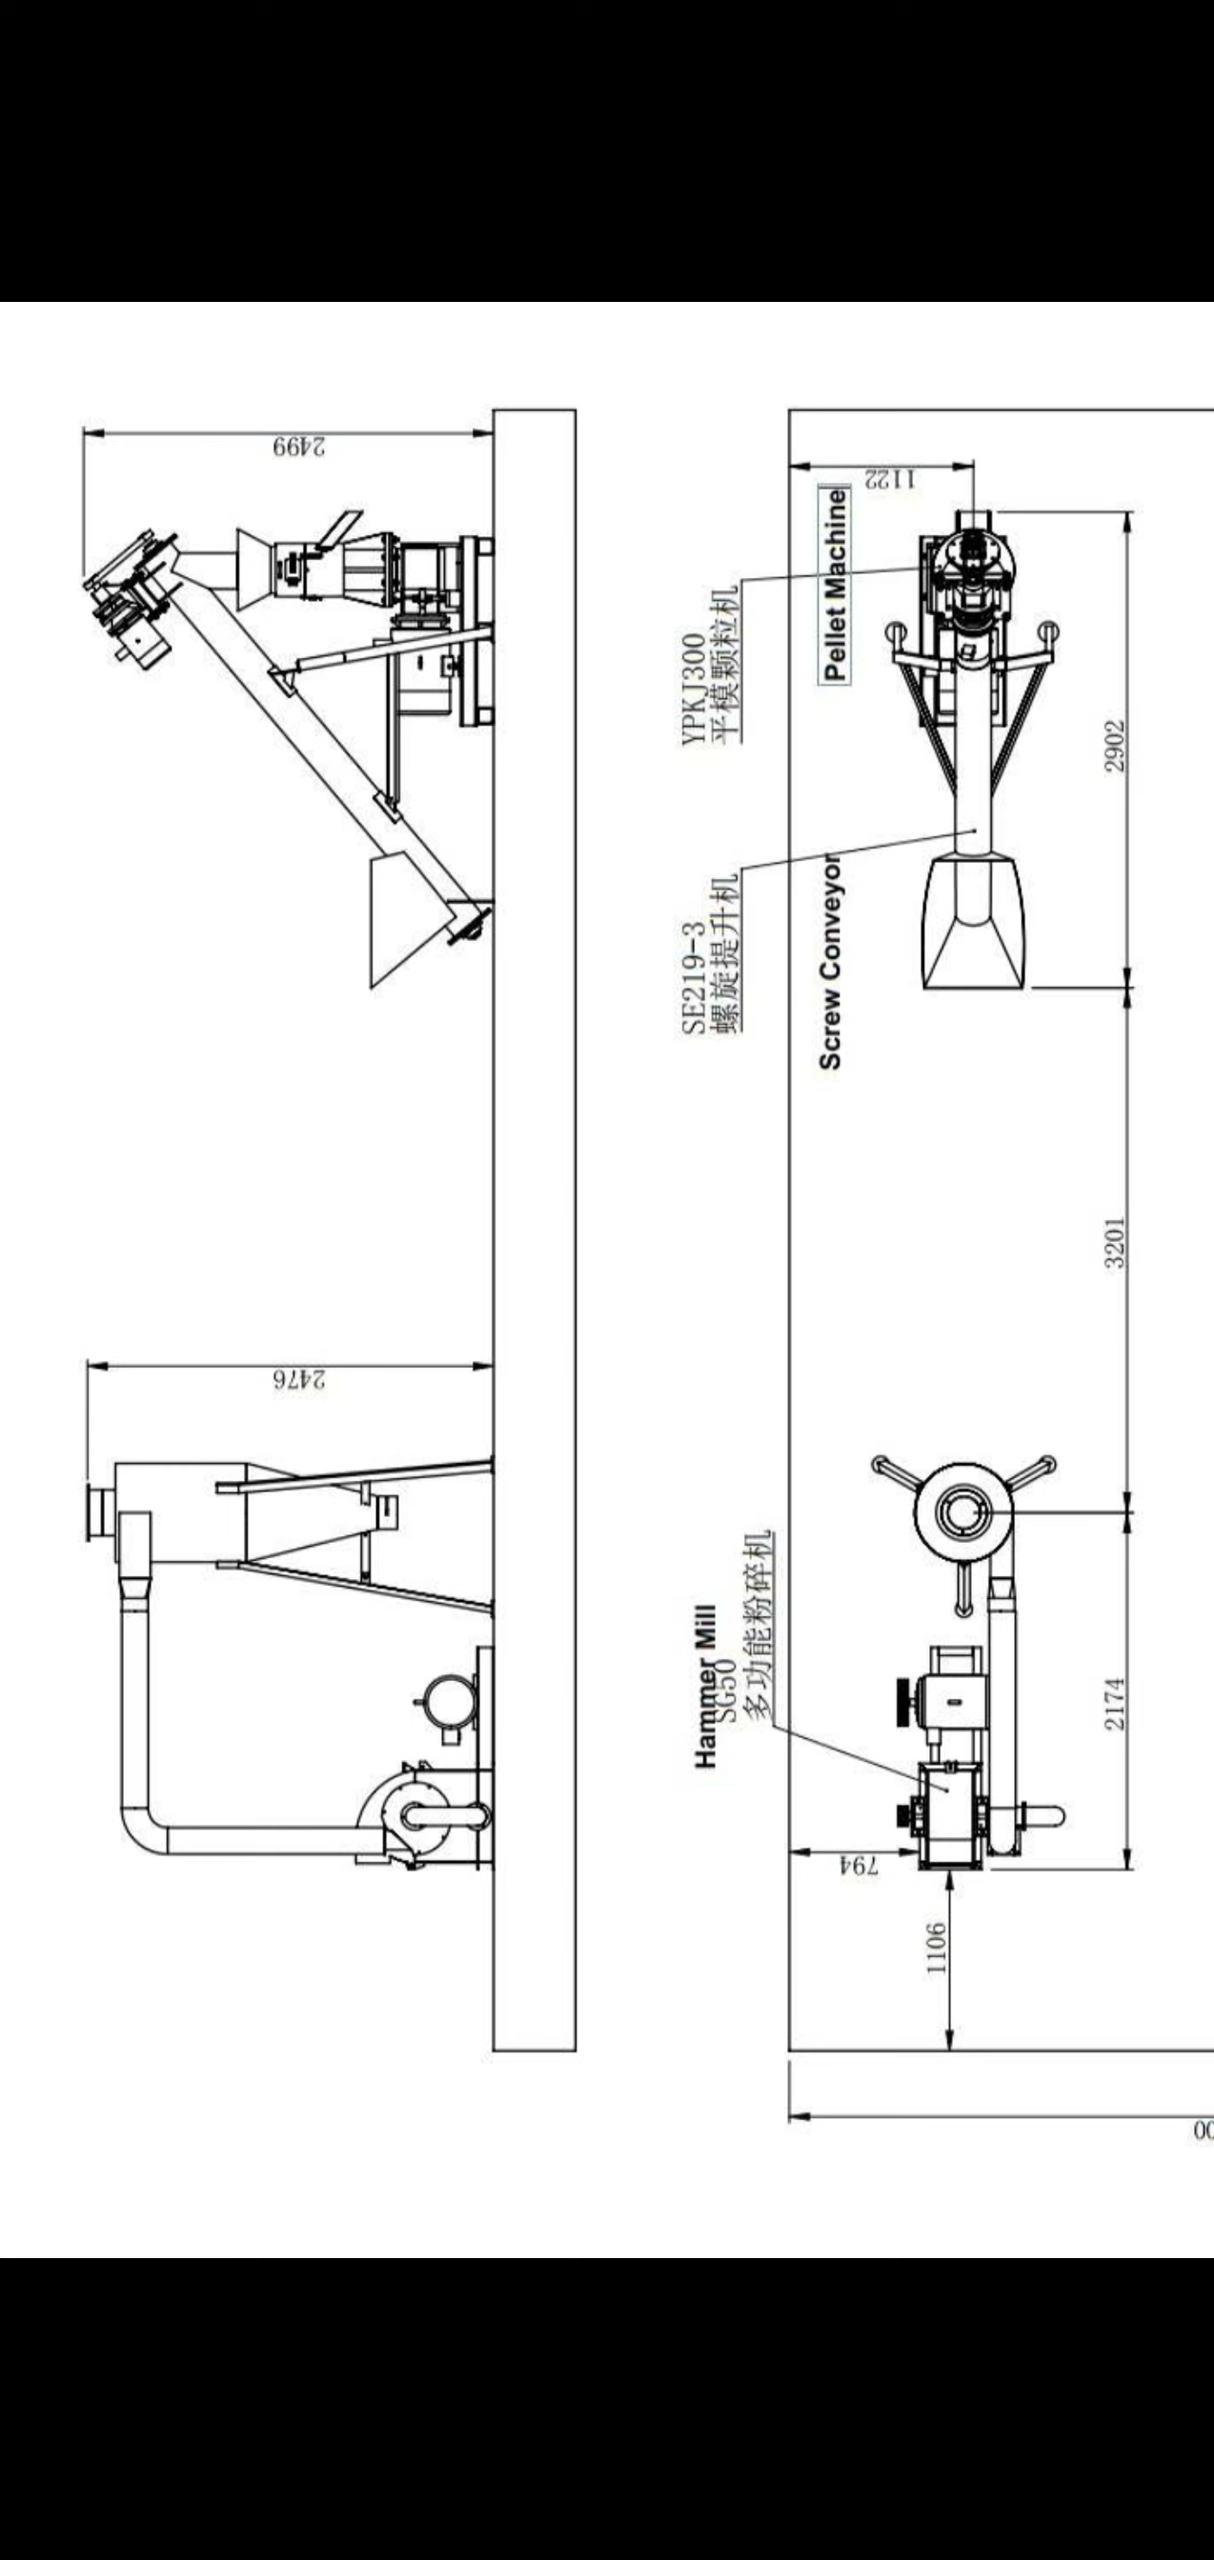 2499
2476
YPKJ300
平模颗粒机
Pellet Machine
1122
2902
SE219-3
螺旋提升机
Screw Conveyor
3201
Hammer Mill
SG50
多功能粉碎机
2174
794
1106
00